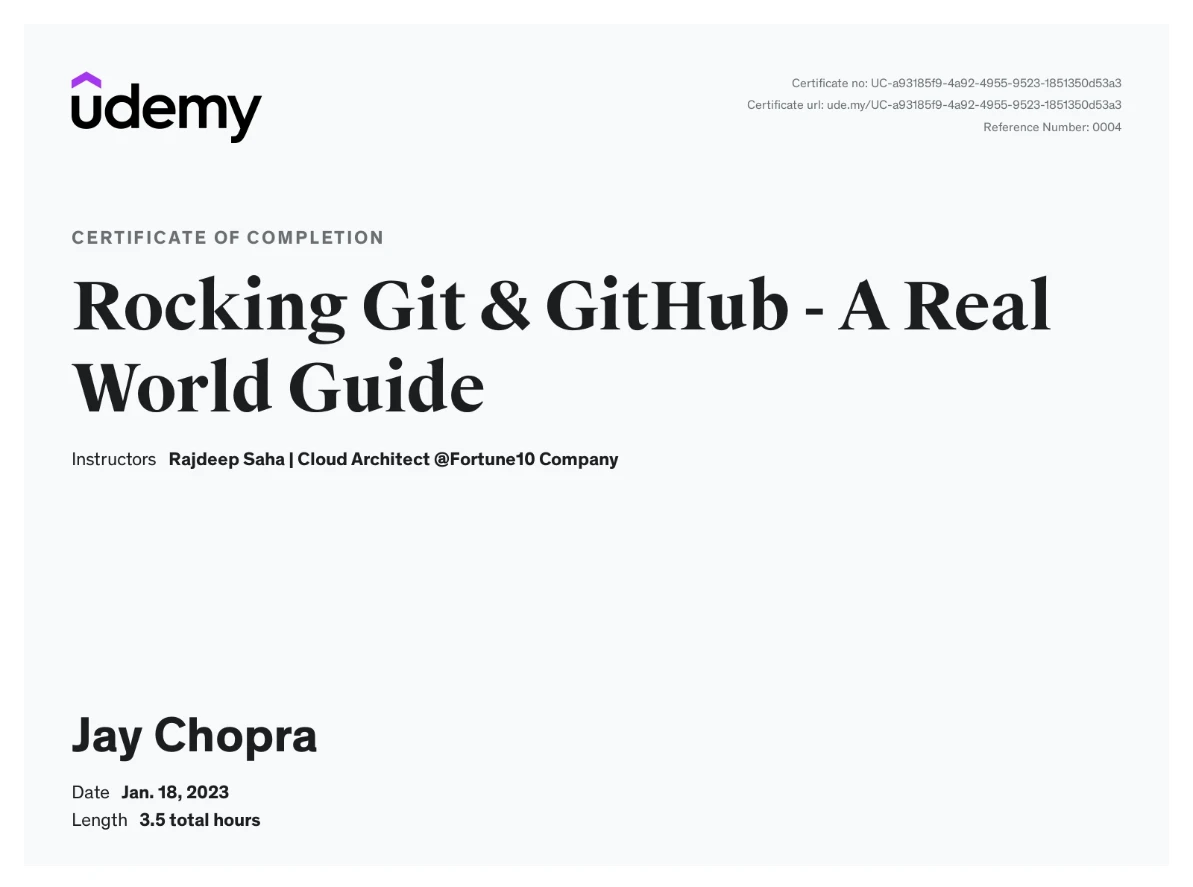 udemy
Certificate no: UC-a93185f9-4a92-4955-9523-1851350d53a3
Certificate url: ude.my/UC-a93185f9-4a92-4955-9523-1851350d53a3
Reference Number: 0004
CERTIFICATE OF COMPLETION
Rocking Git & GitHub - A Real
World Guide
Instructors Rajdeep Saha | Cloud Architect @Fortune10 Company
Jay Chopra
Date Jan. 18, 2023
Length 3.5 total hours